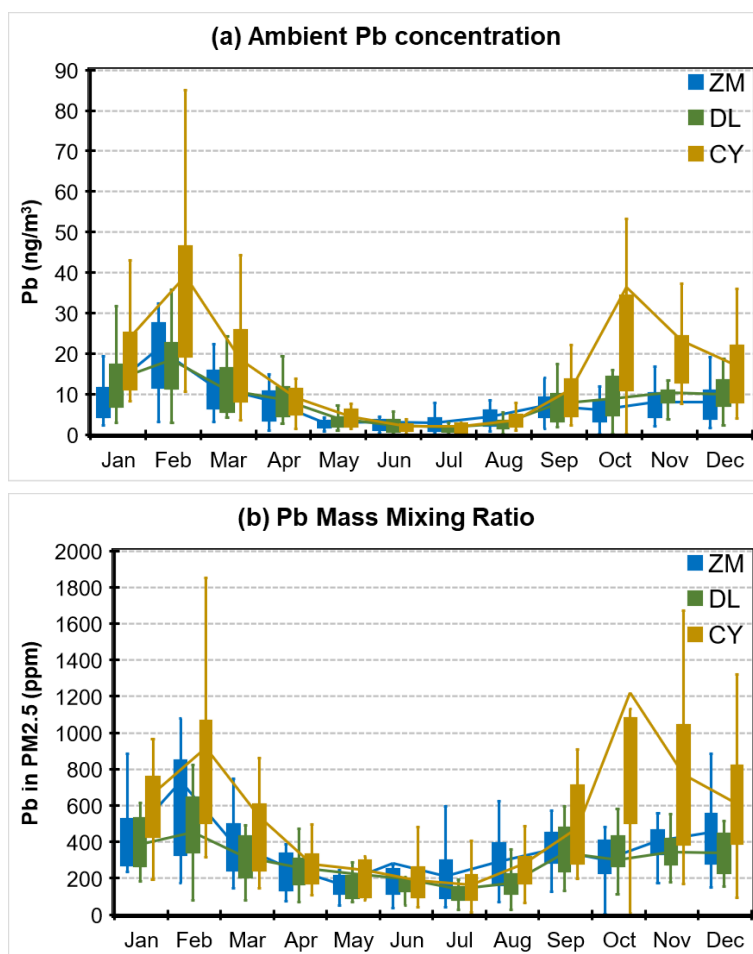 (a) Ambient Pb concentration
90
80
70
60
50
40
30
20
10
0
Pb (ng/m³)
ZM
DL
CY
Jan Feb Mar Apr May Jun Jul Aug Sep Oct Nov Dec
(b) Pb Mass Mixing Ratio
2000
1800
1600
1400
1200
1000
800
600
400
200
0
Pb in PM2.5 (ppm)
ZM
DL
CY
Jan Feb Mar Apr May Jun Jul Aug Sep Oct Nov Dec